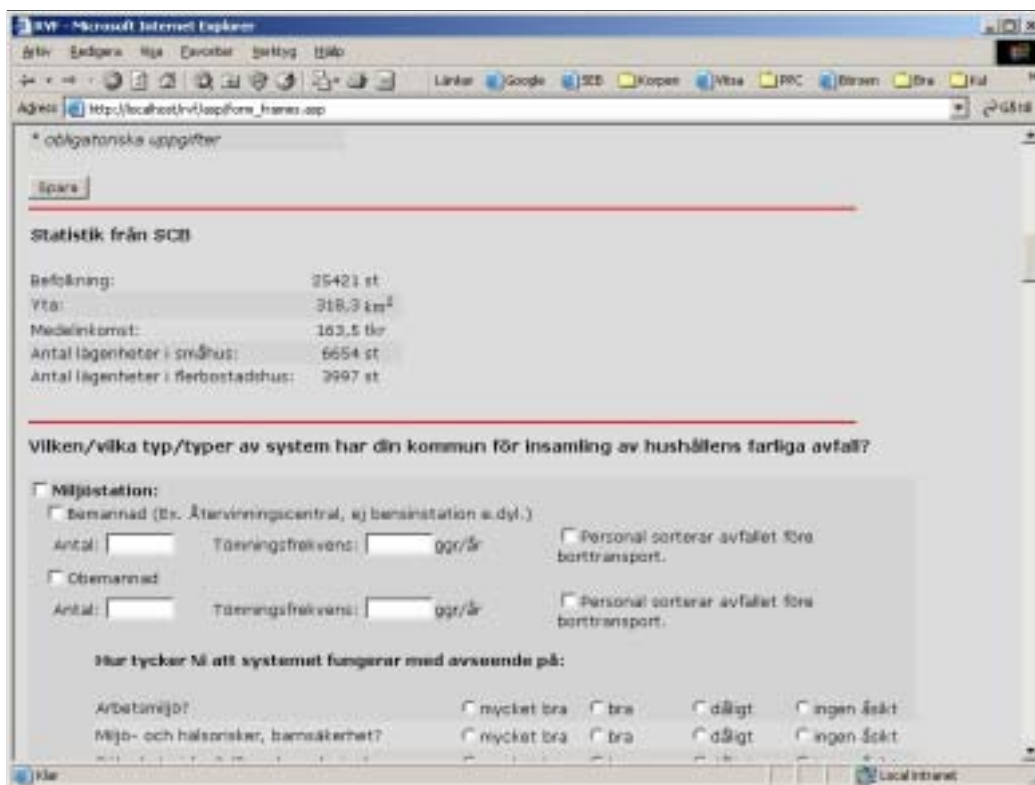 RVF - Microsoft Internet Explorer
Arkiv Redigera Visa Favoriter Verktyg Hjälp
Länkar Google SEB Korpen Vitsa PPC Börsen Bra Kul
Adress http://localhost/rvf/asp/form_frames.asp Gå till
* obligatoriska uppgifter
Spara
Statistik från SCB
Befolkning: 25421 st
Yta: 318,3 km²
Medelinkomst: 163,5 tkr
Antal lägenheter i småhus: 6654 st
Antal lägenheter i flerbostadshus: 3997 st
Vilken/vilka typ/typer av system har din kommun för insamling av hushållens farliga avfall?
Miljöstation:
Bemannad (Ex. Återvinningscentral, ej bensinstation e.dyl.)
Antal: Tömningsfrekvens: ggr/år Personal sorterar avfallet före
borttransport.
Obemannad
Antal: Tömningsfrekvens: ggr/år Personal sorterar avfallet före
borttransport.
Hur tycker Ni att systemet fungerar med avseende på:
Arbetsmiljö? mycket bra bra dåligt ingen åsikt
Miljö- och hälsorisker, barnsäkerhet? mycket bra bra dåligt ingen åsikt
Klar Local intranet